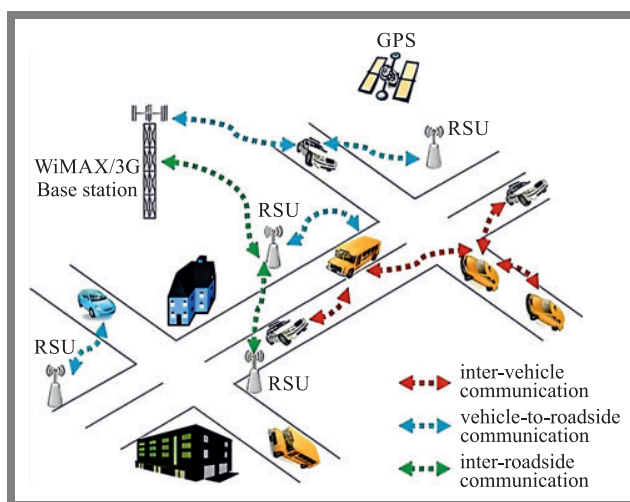 GPS
RSU
WiMAX/3G
Base station
RSU
RSU
RSU
inter-vehicle
communication
vehicle-to-roadside
communication
inter-roadside
communication